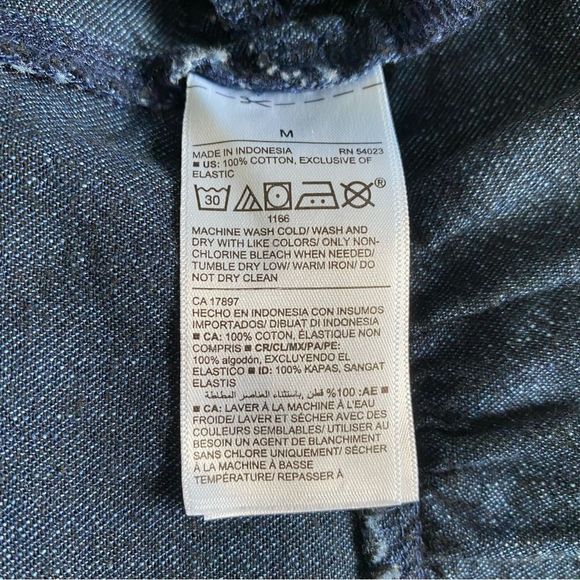 M
MADE IN INDONESIA RN 54023
■ US: 100% COTTON, EXCLUSIVE OF
ELASTIC
30 ®
1166
MACHINE WASH COLD/ WASH AND
DRY WITH LIKE COLORS/ ONLY NON-
CHLORINE BLEACH WHEN NEEDED/
TUMBLE DRY LOW/ WARM IRON/ DO
NOT DRY CLEAN
CA 17897
HECHO EN INDONESIA CON INSUMOS
IMPORTADOS/ DIBUAT DI INDONESIA
■ CA: 100% COTON, ÉLASTIQUE NON
COMPRIS ■ CR/CL/MX/PA/PE:
100% algodón, EXCLUYENDO EL
ELASTICO ■ ID: 100% KAPAS, SANGAT
ELASTIS
■ AE: 100% قطن ,باستثناء العناصر المطاطة
■ CA: LAVER À LA MACHINE À L'EAU
FROIDE/ LAVER ET SÉCHER AVEC DES
COULEURS SEMBLABLES/ UTILISER AU
BESOIN UN AGENT DE BLANCHIMENT
SANS CHLORE UNIQUEMENT/ SÉCHER
À LA MACHINE À BASSE
TEMPÉRATURE/ REPASSER À